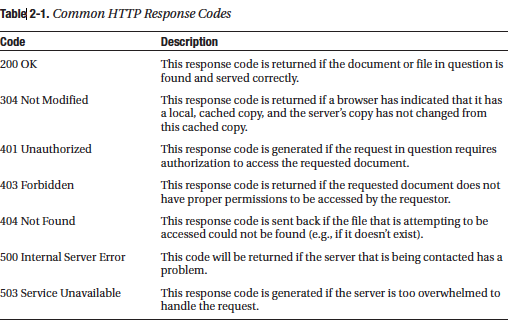 Table 2-1. Common HTTP Response Codes
Code Description
200 OK This response code is returned if the document or file in question is
found and served correctly.
304 Not Modified This response code is returned if a browser has indicated that it has
a local, cached copy, and the server's copy has not changed from
this cached copy.
401 Unauthorized This response code is generated if the request in question requires
authorization to access the requested document.
403 Forbidden This response code is returned if the requested document does not
have proper permissions to be accessed by the requestor.
404 Not Found This response code is sent back if the file that is attempting to be
accessed could not be found (e.g., if it doesn't exist).
500 Internal Server Error This code will be returned if the server that is being contacted has a
problem.
503 Service Unavailable This response code is generated if the server is too overwhelmed to
handle the request.